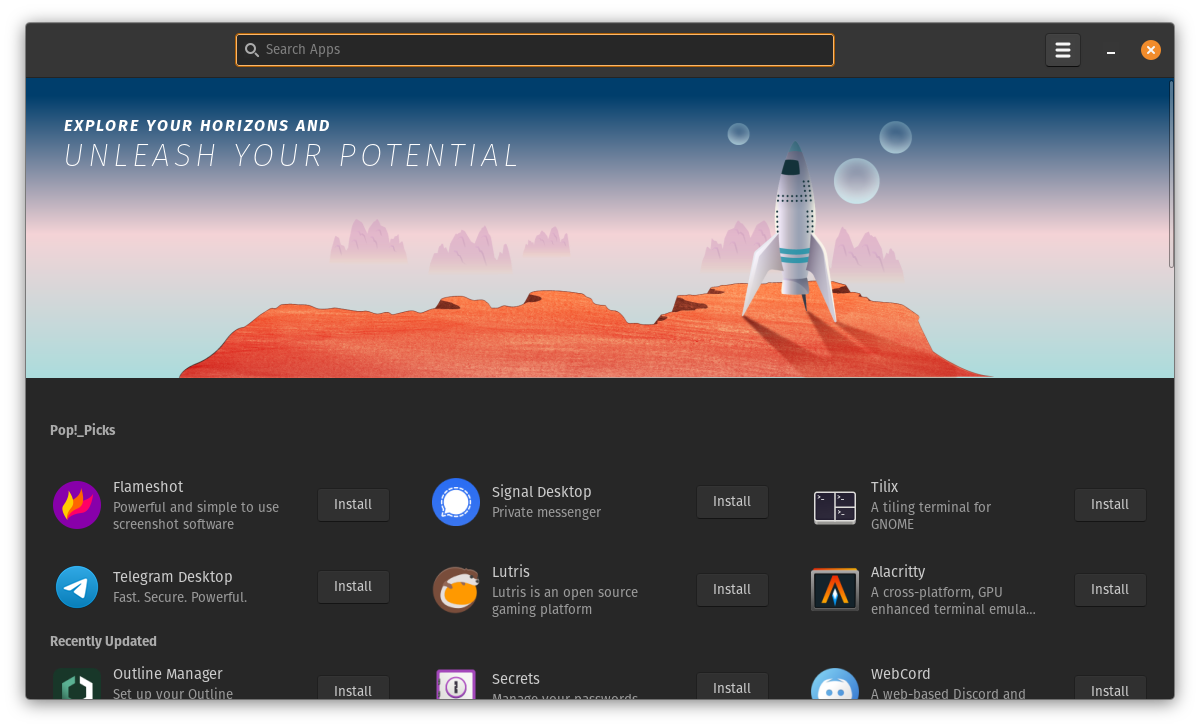 Search Apps
EXPLORE YOUR HORIZONS AND
UNLEASH YOUR POTENTIAL
Pop!_Picks
Flameshot
Powerful and simple to use
screenshot software
Install
Signal Desktop
Private messenger
Install
Tilix
A tiling terminal for
GNOME
Install
Telegram Desktop
Fast. Secure. Powerful.
Install
Lutris
Lutris is an open source
gaming platform
Install
Alacritty
A cross-platform, GPU
enhanced terminal emula...
Install
Recently Updated
Outline Manager
Set up your Outline
Install
Secrets
Manage your passwords
Install
WebCord
A web-based Discord and
Install